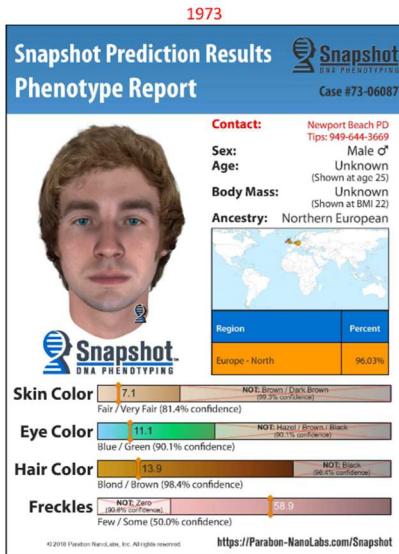 1973
Snapshot Prediction Results
Phenotype Report
Snapshot
DNA PHENOTYPING
Case #73-06087
Contact: Newport Beach PD
Tips: 949-644-3669
Sex: Male ♂
Age: Unknown
(Shown at age 25)
Body Mass: Unknown
(Shown at BMI 22)
Ancestry: Northern European
Region Percent
Europe - North 96.03%
Snapshot™
DNA PHENOTYPING
Skin Color 7.1 NOT: Brown / Dark Brown
(99.3% confidence)
Fair / Very Fair (81.4% confidence)
Eye Color 11.1 NOT: Hazel / Brown / Black
(90.1% confidence)
Blue / Green (90.1% confidence)
Hair Color 13.9 NOT: Black
(98.4% confidence)
Blond / Brown (98.4% confidence)
Freckles NOT: Zero 58.9
(90.8% confidence)
Few / Some (50.0% confidence)
©2018 Parabon NanoLabs, Inc. All rights reserved. https://Parabon-NanoLabs.com/Snapshot